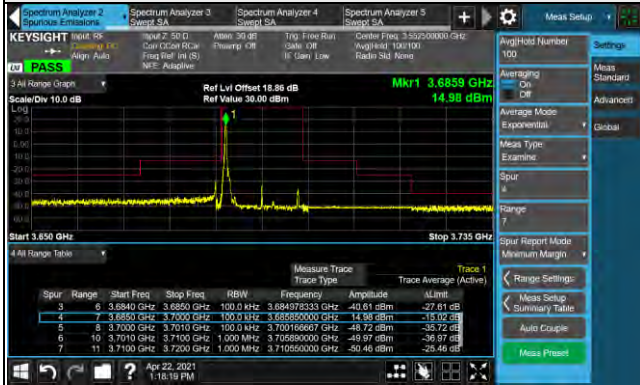 Spectrum Analyzer 2
Spurious Emissions
Spectrum Analyzer 3
Swept SA
Spectrum Analyzer 4
Swept SA
Spectrum Analyzer 5
Swept SA
Meas Setup
KEYSIGHT
Input: RF
Coupling: DC
Align: Auto
Input Z: 50 Ω
Corr CCorr RCal
Freq Ref: Int (S)
NFE: Adaptive
Atten: 30 dB
Preamp: Off
Trig: Free Run
Gate: Off
IF Gain: Low
Center Freq: 3.557500000 GHz
Avg|Hold: 100/100
Radio Std: None
PASS
3 All Range Graph
Scale/Div 10.0 dB
Ref Lvl Offset 18.86 dB
Ref Value 30.00 dBm
Mkr1 3.6859 GHz
14.98 dBm
Log
1
Start 3.650 GHz
Stop 3.735 GHz
4 All Range Table
Measure Trace
Trace Type
Trace 1
Trace Average (Active)
Spur Range Start Freq Stop Freq RBW Frequency Amplitude ΔLimit
3 6 3.6840 GHz 3.6850 GHz 100.0 kHz 3.684978333 GHz -40.61 dBm -27.61 dB
4 7 3.6850 GHz 3.7000 GHz 100.0 kHz 3.685850000 GHz 14.98 dBm -15.02 dB
5 8 3.7000 GHz 3.7010 GHz 100.0 kHz 3.700166667 GHz -48.72 dBm -35.72 dB
6 10 3.7010 GHz 3.7100 GHz 1.000 MHz 3.705890000 GHz -49.97 dBm -36.97 dB
7 11 3.7100 GHz 3.7200 GHz 1.000 MHz 3.710550000 GHz -50.46 dBm -25.46 dB
Avg|Hold Number
100
Averaging
On
Off
Average Mode
Exponential
Meas Type
Examine
Spur
4
Range
7
Spur Report Mode
Minimum Margin
Range Settings
Meas Setup
Summary Table
Auto Couple
Meas Preset
Settings
Meas
Standard
Advanced
Global
Apr 22, 2021
1:18:19 PM